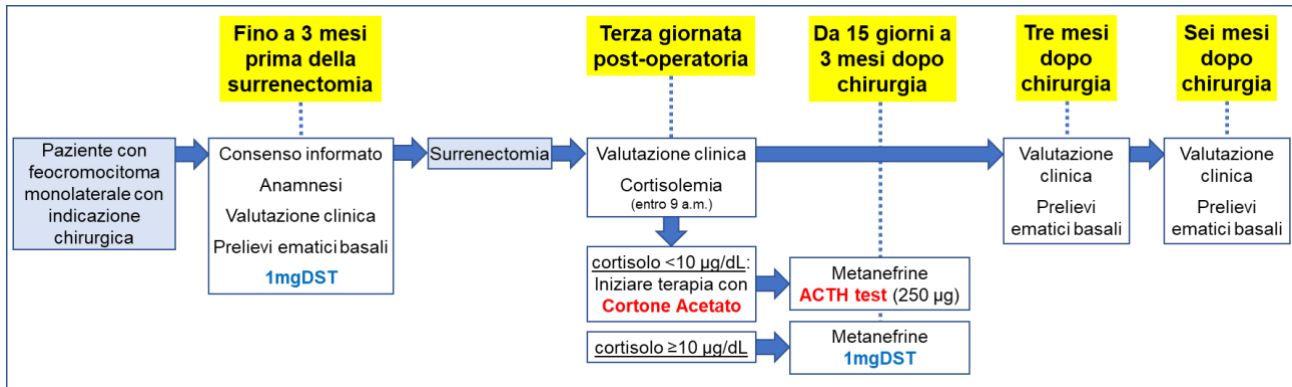 Fino a 3 mesi
prima della
surrenectomia
Terza giornata
post-operatoria
Da 15 giorni a
3 mesi dopo
chirurgia
Tre mesi
dopo
chirurgia
Sei mesi
dopo
chirurgia
Paziente con
feocromocitoma
monolaterale con
indicazione
chirurgica
Consenso informato
Anamnesi
Valutazione clinica
Prelievi ematici basali
1mgDST
Surrenectomia
Valutazione clinica
Cortisolemia
(entro 9 a.m.)
cortisolo <10 µg/dL:
Iniziare terapia con
Cortone Acetato
cortisolo ≥10 µg/dL
Metanefrine
ACTH test (250 µg)
Metanefrine
1mgDST
Valutazione
clinica
Prelievi
ematici basali
Valutazione
clinica
Prelievi
ematici basali